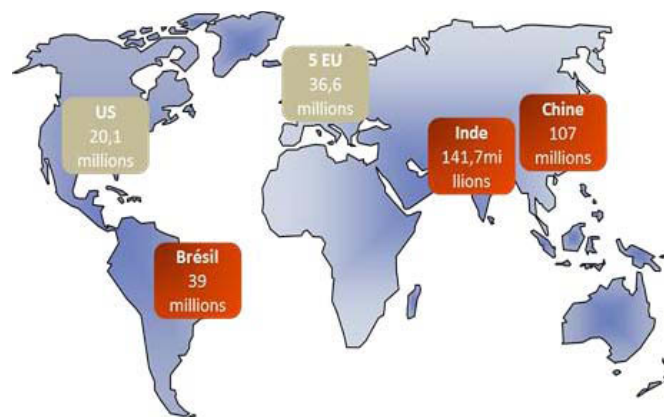 5 EU
36,6
millions
US
20,1
millions
Inde
141,7mi
llions
Chine
107
millions
Brésil
39
millions